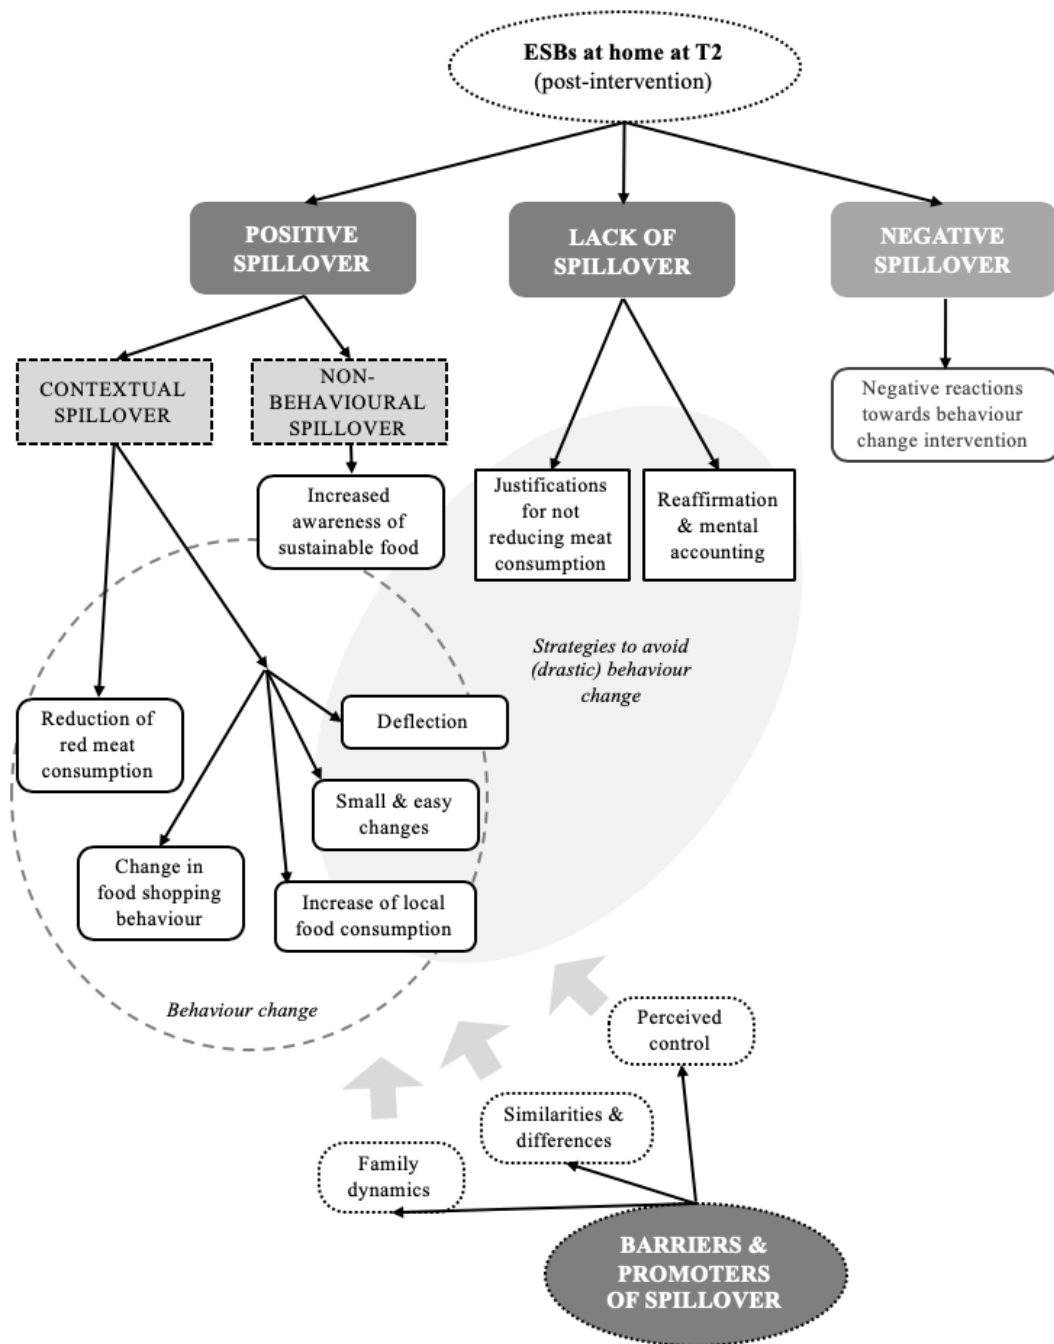 ESBs at home at T2
(post-intervention)
POSITIVE
SPILLOVER
LACK OF
SPILLOVER
NEGATIVE
SPILLOVER
CONTEXTUAL
SPILLOVER
NON-
BEHAVIOURAL
SPILLOVER
Negative reactions
towards behaviour
change intervention
Increased
awareness of
sustainable food
Justifications
for not
reducing meat
consumption
Reaffirmation
& mental
accounting
Strategies to avoid
(drastic) behaviour
change
Reduction of
red meat
consumption
Deflection
Small & easy
changes
Change in
food shopping
behaviour
Increase of local
food consumption
Behaviour change
Perceived
control
Similarities &
differences
Family
dynamics
BARRIERS &
PROMOTERS
OF SPILLOVER